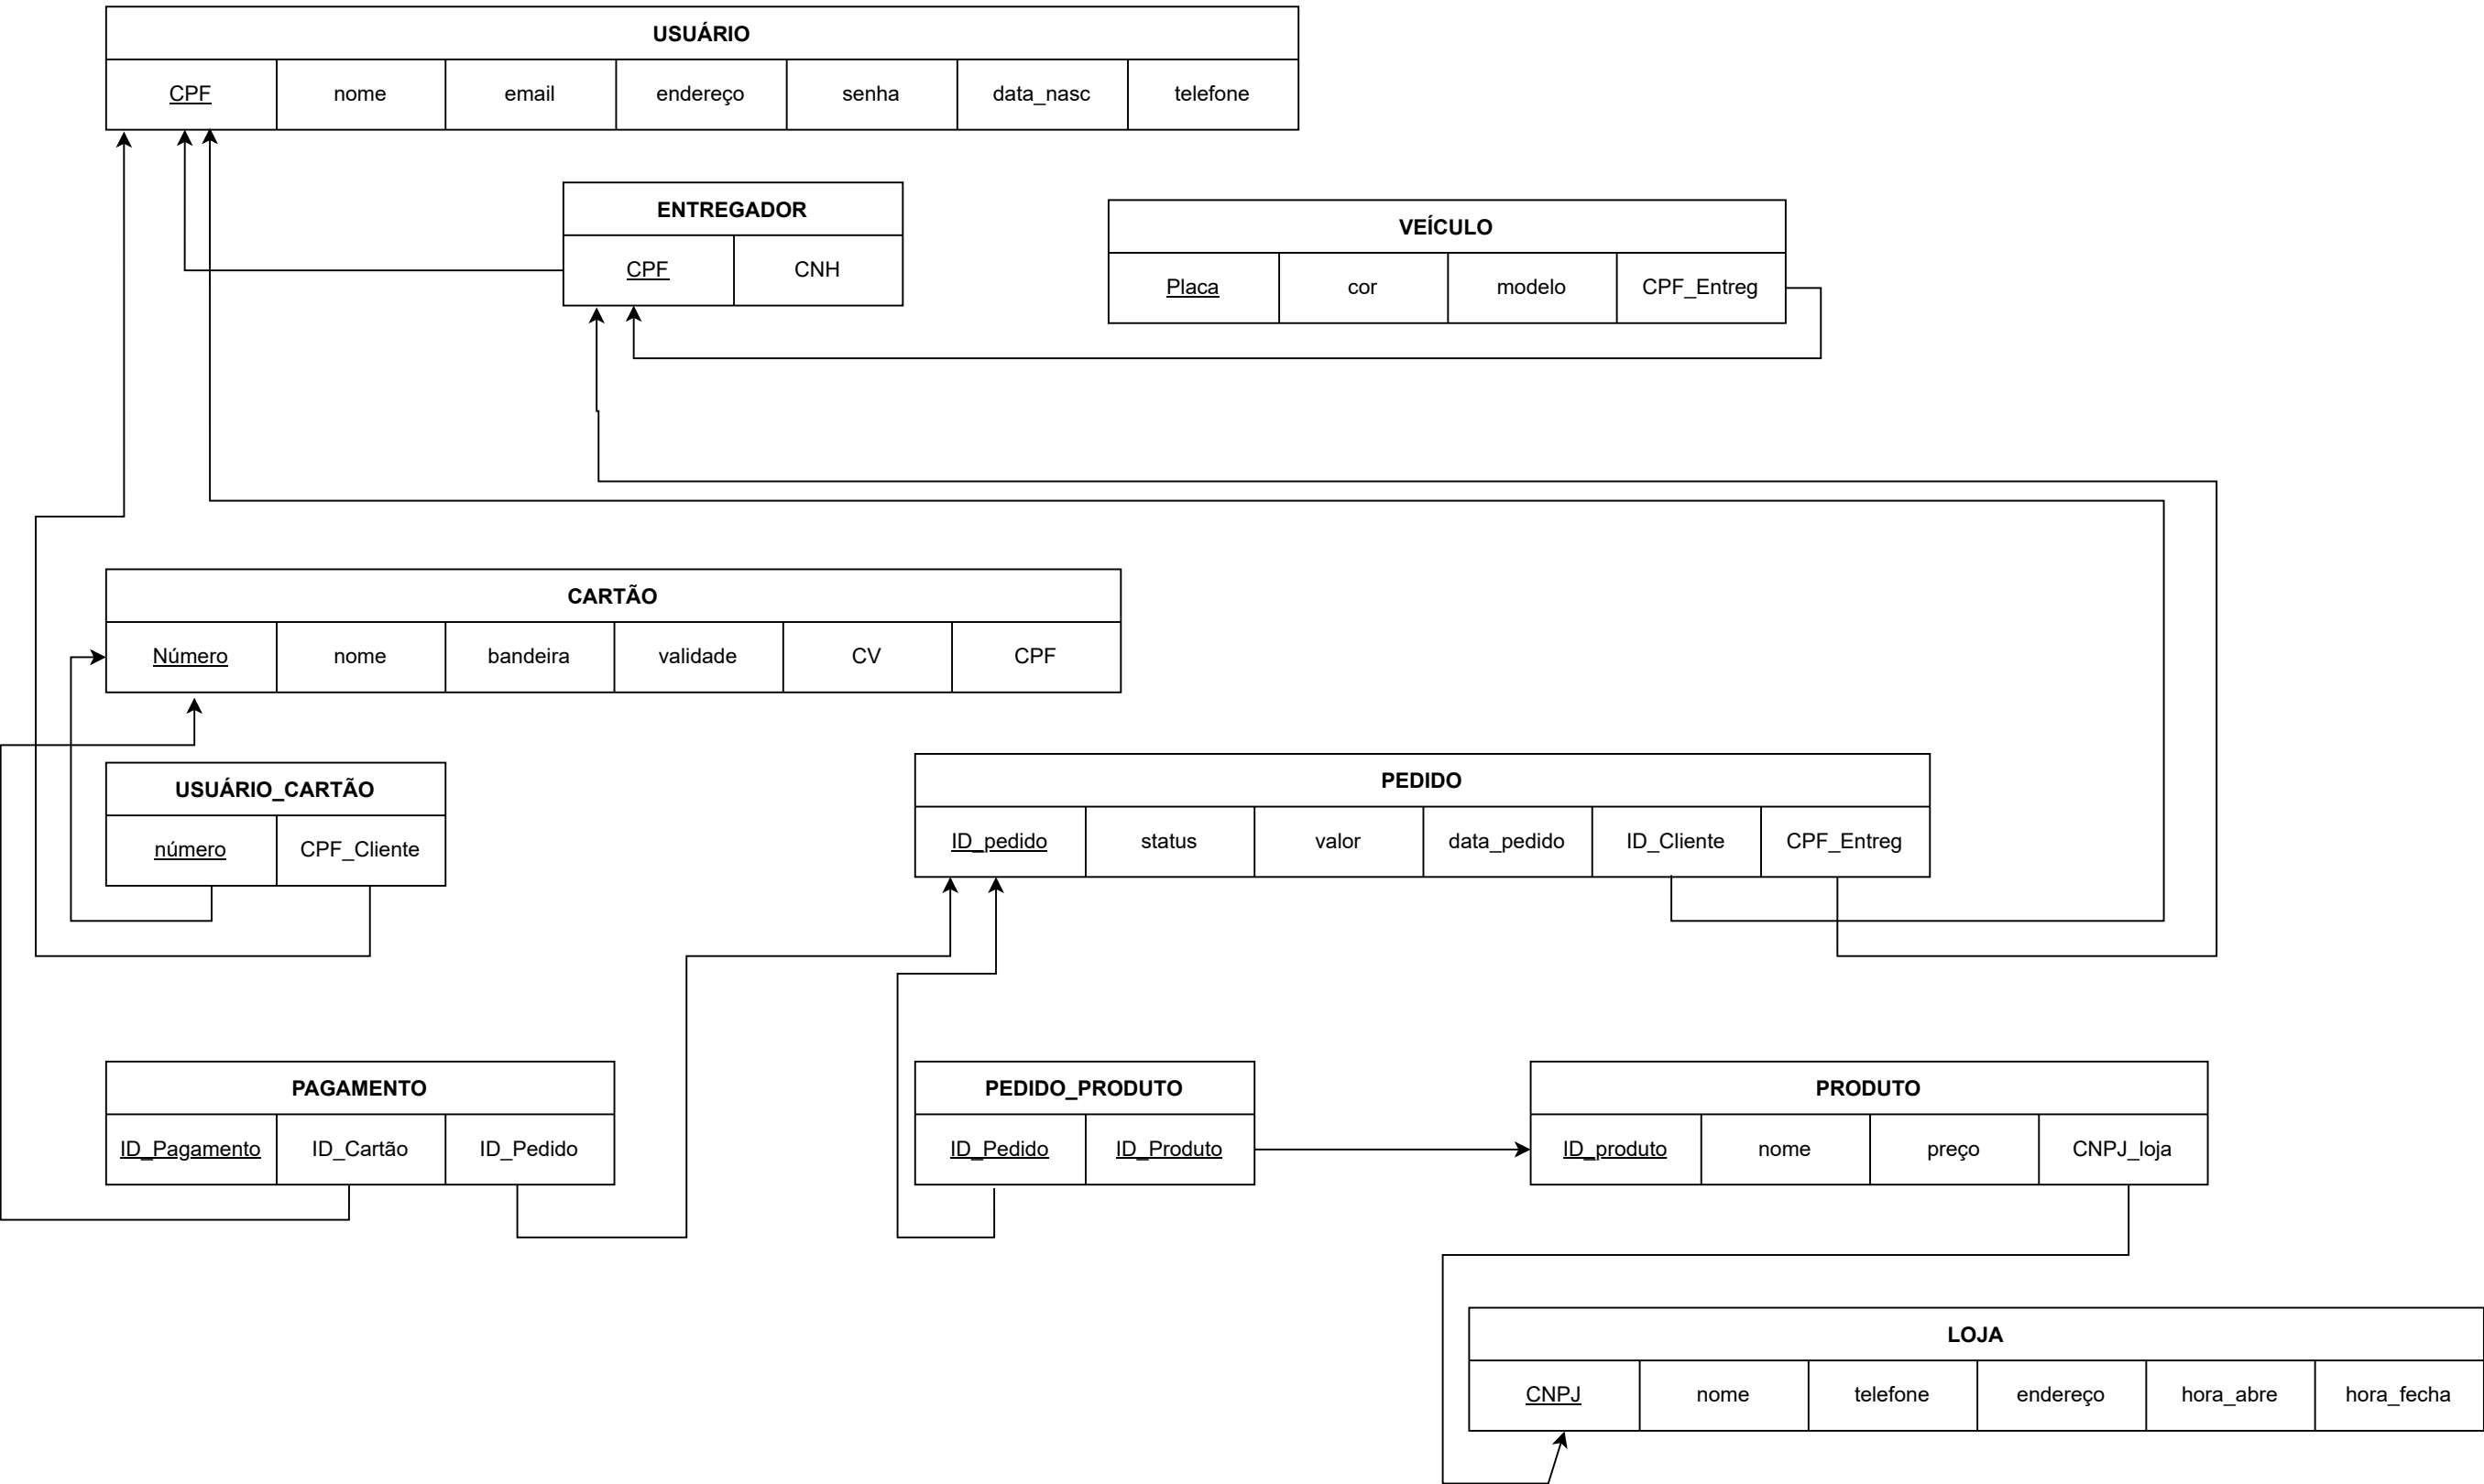 USUÁRIO
CPF nome email endereço senha data_nasc telefone
ENTREGADOR
CPF CNH
VEÍCULO
Placa cor modelo CPF_Entreg
CARTÃO
Número nome bandeira validade CV CPF
USUÁRIO_CARTÃO
número CPF_Cliente
PEDIDO
ID_pedido status valor data_pedido ID_Cliente CPF_Entreg
PAGAMENTO
ID_Pagamento ID_Cartão ID_Pedido
PEDIDO_PRODUTO
ID_Pedido ID_Produto
PRODUTO
ID_produto nome preço CNPJ_loja
LOJA
CNPJ nome telefone endereço hora_abre hora_fecha